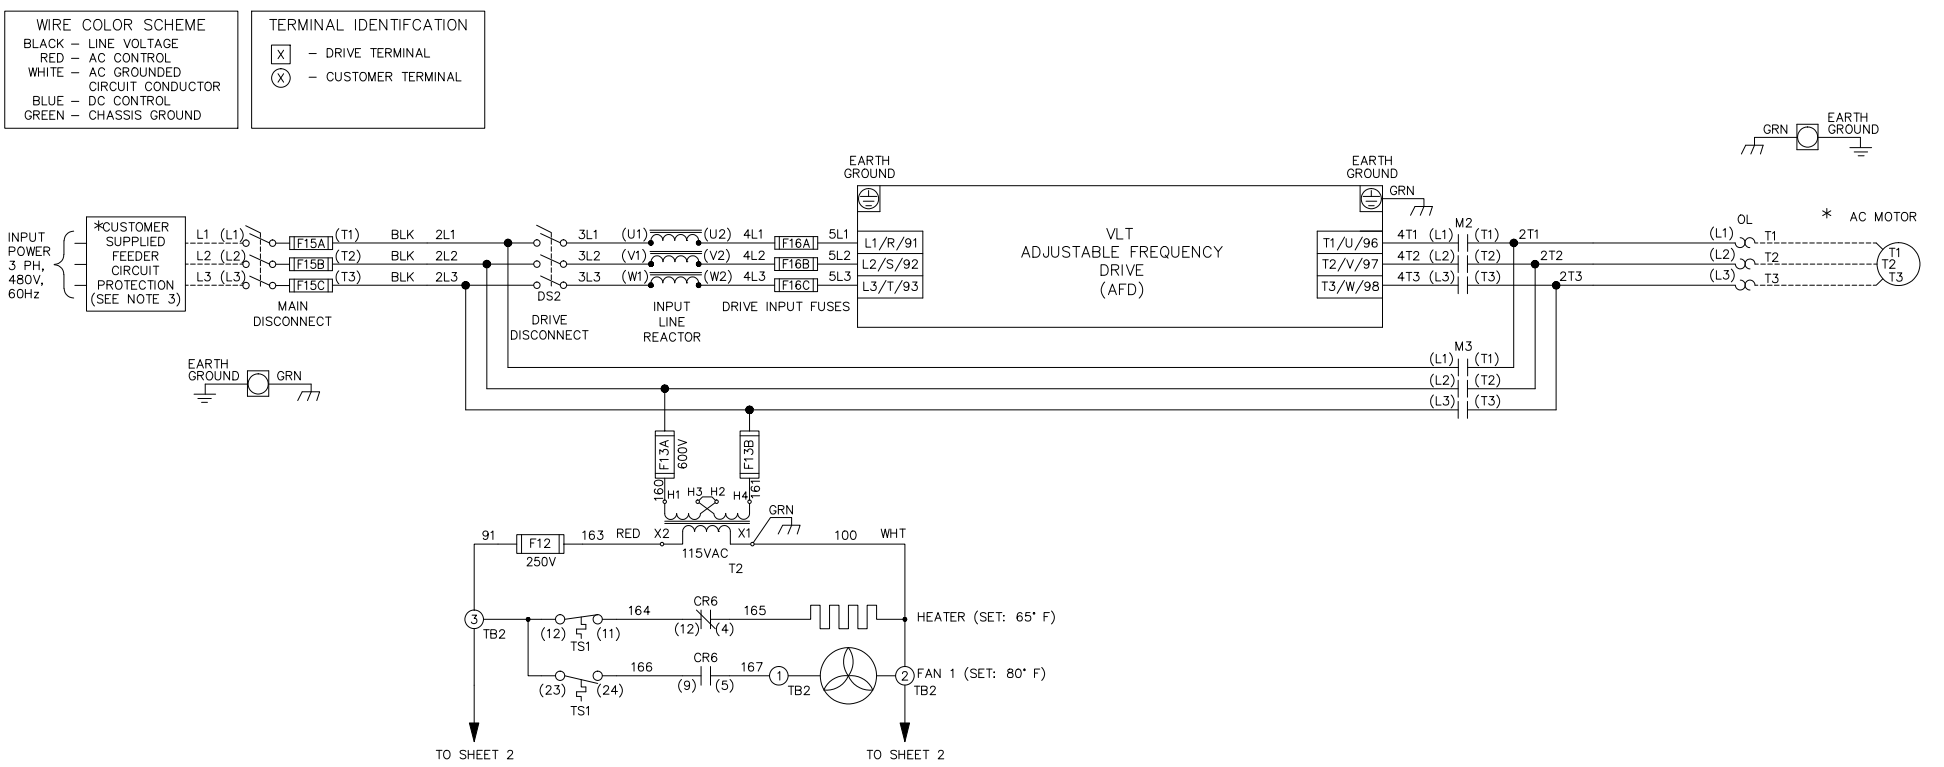 WIRE COLOR SCHEME
BLACK – LINE VOLTAGE
RED – AC CONTROL
WHITE – AC GROUNDED
CIRCUIT CONDUCTOR
BLUE – DC CONTROL
GREEN – CHASSIS GROUND
TERMINAL IDENTIFCATION
X – DRIVE TERMINAL
X – CUSTOMER TERMINAL
GRN
EARTH
GROUND
INPUT
POWER
3 PH,
480V,
60Hz
*CUSTOMER
SUPPLIED
FEEDER
CIRCUIT
PROTECTION
(SEE NOTE 3)
L1 (L1) F15A (T1) BLK 2L1
L2 (L2) F15B (T2) BLK 2L2
L3 (L3) F15C (T3) BLK 2L3
MAIN
DISCONNECT
DS2
DRIVE
DISCONNECT
3L1 (U1) (U2) 4L1 F16A 5L1
3L2 (V1) (V2) 4L2 F16B 5L2
3L3 (W1) (W2) 4L3 F16C 5L3
INPUT
LINE
REACTOR
DRIVE INPUT FUSES
EARTH
GROUND
L1/R/91
L2/S/92
L3/T/93
VLT
ADJUSTABLE FREQUENCY
DRIVE
(AFD)
EARTH
GROUND
GRN
T1/U/96
T2/V/97
T3/W/98
M2
4T1 (L1) (T1) 2T1
4T2 (L2) (T2) 2T2
4T3 (L3) (T3) 2T3
OL
(L1) T1
(L2) T2
(L3) T3
* AC MOTOR
T1
T2
T3
M3
(L1) (T1)
(L2) (T2)
(L3) (T3)
EARTH
GROUND
GRN
F13A
600V
F13B
160
161
H1 H3 H2 H4
GRN
91 F12 163 RED X2 X1 100 WHT
250V
115VAC
T2
3
TB2
(12) (11)
TS1
164
CR6
(12) (4)
165
HEATER (SET: 65° F)
(23) (24)
TS1
166
CR6
(9) (5)
167
1
TB2
2
TB2
FAN 1 (SET: 80° F)
TO SHEET 2
TO SHEET 2